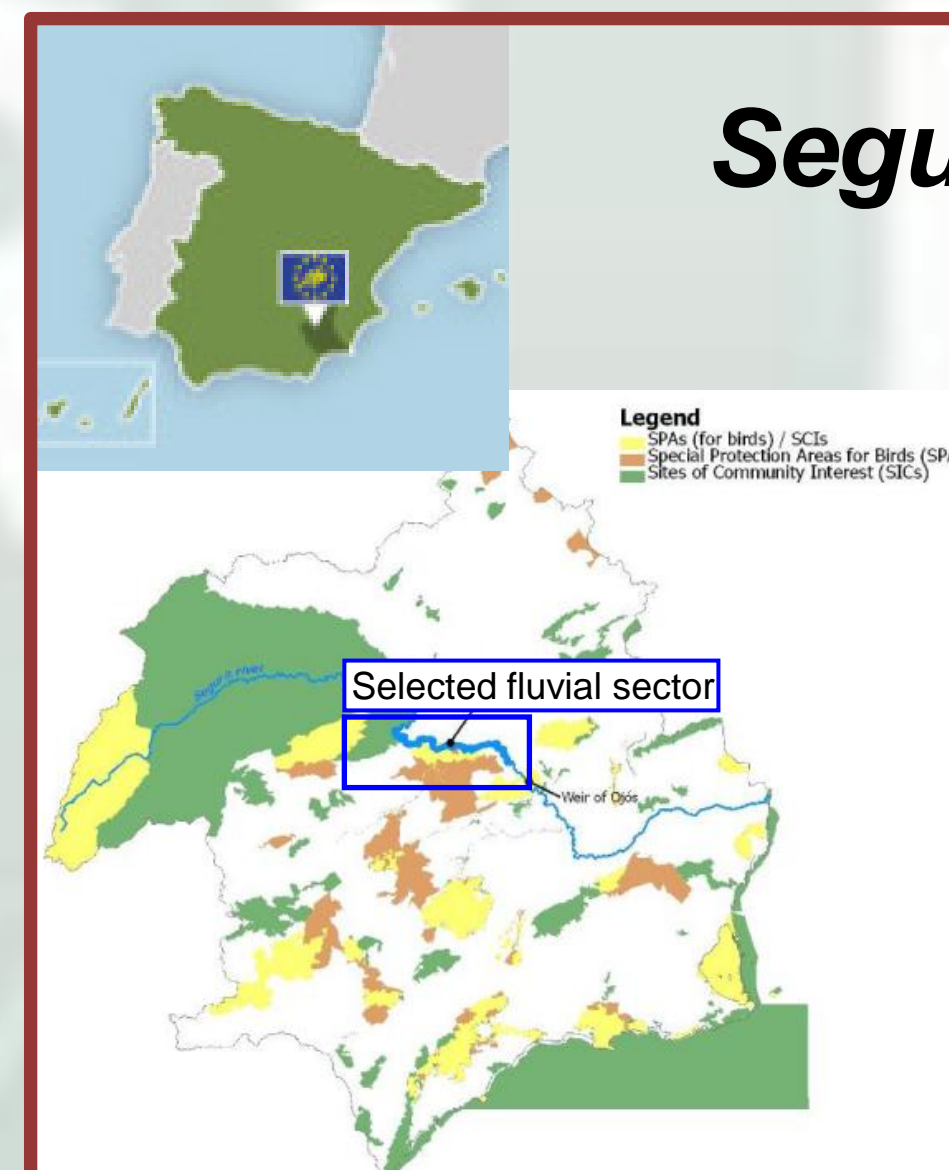 Segu
Legend
SPAs (for birds) / SCIs
Special Protection Areas for Birds (SPA
Sites of Community Interest (SICs)
Segura river
Selected fluvial sector
Weir of Ojós